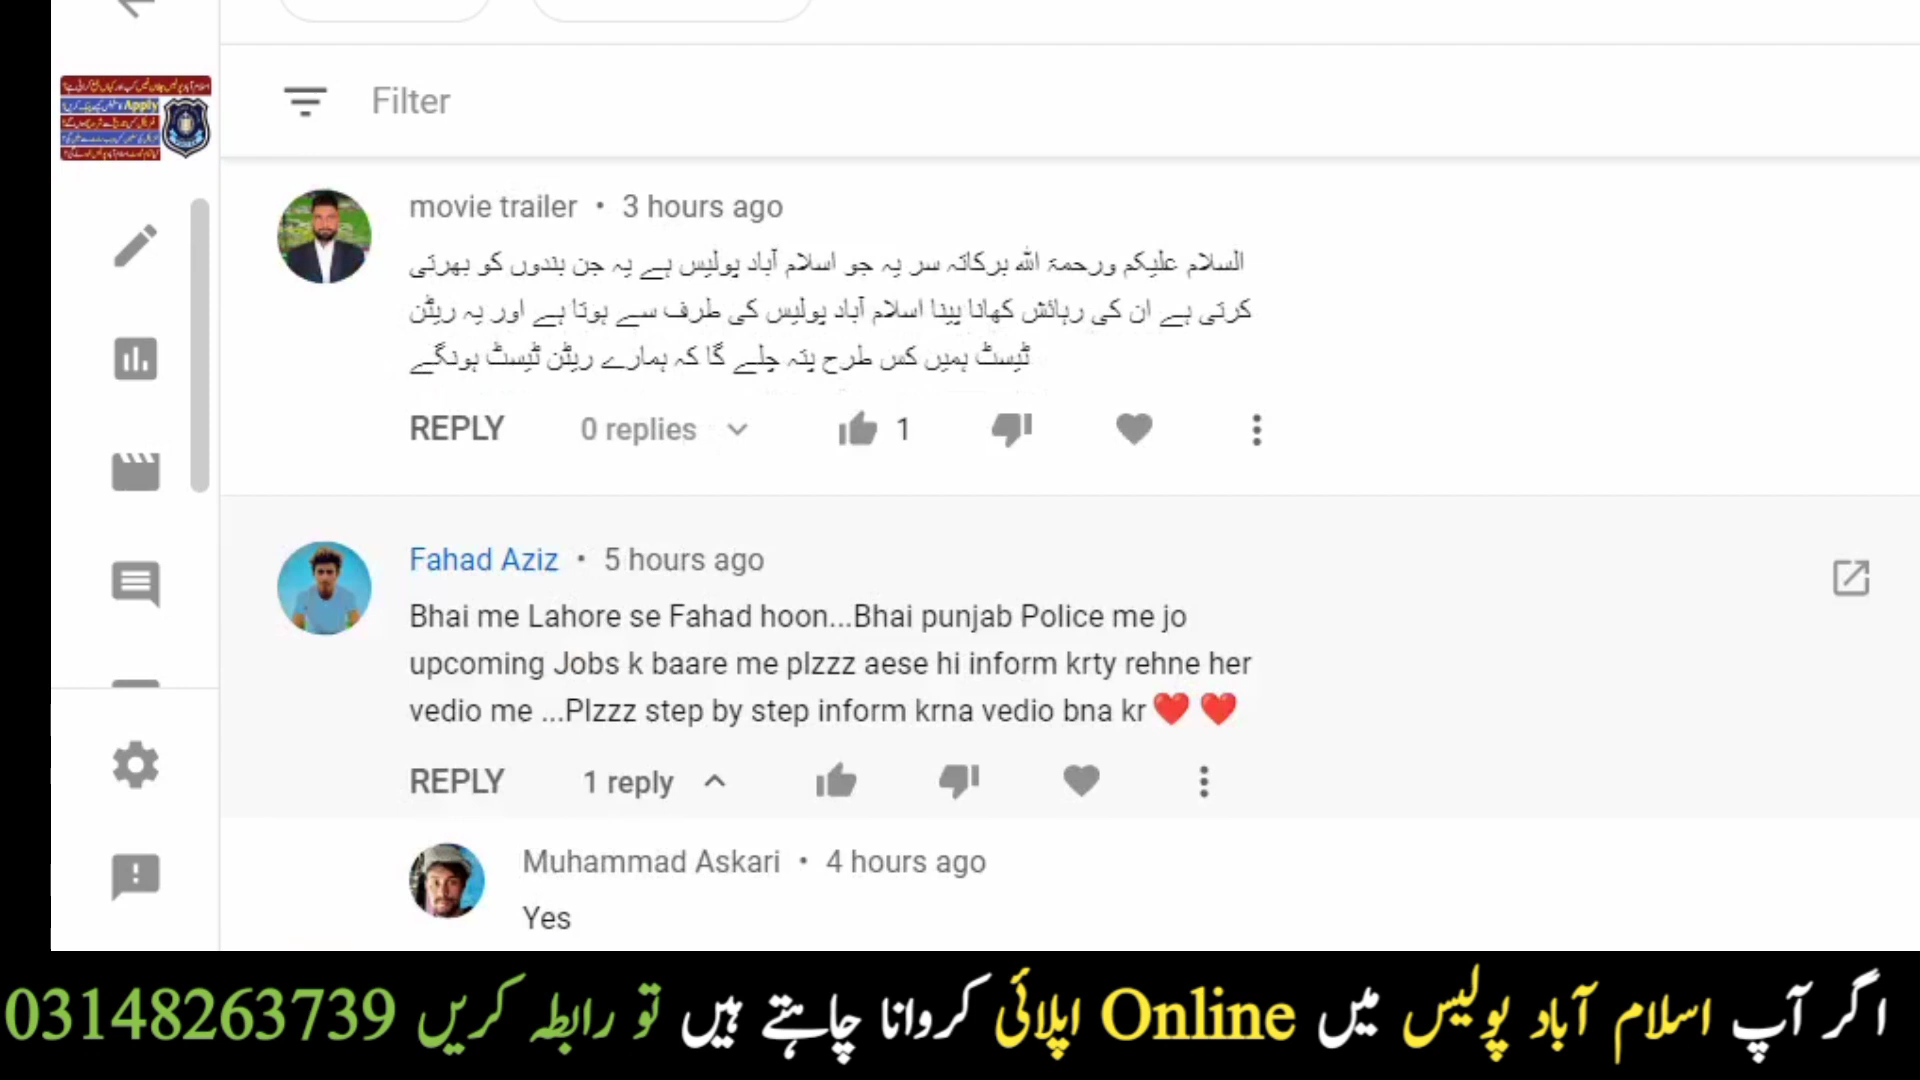 Filter
movie trailer • 3 hours ago
السلام علیکم ورحمۃ اللہ برکاتہ سر یہ جو اسلام آباد پولیس ہے یہ جن بندوں کو بھرتی
کرتی ہے ان کی رہائش کھانا پینا اسلام آباد پولیس کی طرف سے ہوتا ہے اور یہ ریٹن
ٹیسٹ ہمیں کس طرح پتہ چلے گا کہ ہمارے ریٹن ٹیسٹ ہونگے
REPLY 0 replies 1
Fahad Aziz • 5 hours ago
Bhai me Lahore se Fahad hoon...Bhai punjab Police me jo
upcoming Jobs k baare me plzzz aese hi inform krty rehne her
vedio me ...Plzzz step by step inform krna vedio bna kr❤️❤️
REPLY 1 reply
Muhammad Askari • 4 hours ago
Yes
اگر آپ اسلام آباد پولیس میں Online اپلائی کروانا چاہتے ہیں تو رابطہ کریں 03148263739